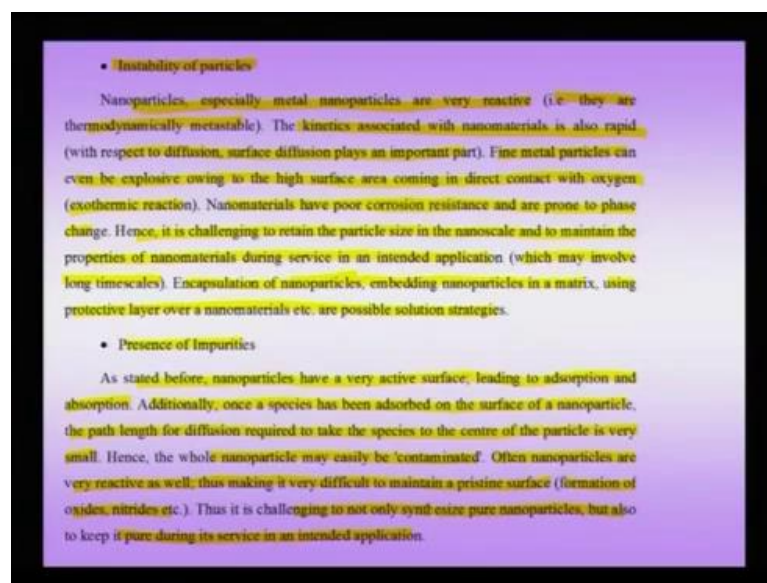 • Instability of particles
Nanoparticles, especially metal nanoparticles are very reactive (i.e they are
thermodynamically metastable). The kinetics associated with nanomaterials is also rapid
(with respect to diffusion, surface diffusion plays an important part). Fine metal particles can
even be explosive owing to the high surface area coming in direct contact with oxygen
(exothermic reaction). Nanomaterials have poor corrosion resistance and are prone to phase
change. Hence, it is challenging to retain the particle size in the nanoscale and to maintain the
properties of nanomaterials during service in an intended application (which may involve
long timescales). Encapsulation of nanoparticles, embedding nanoparticles in a matrix, using
protective layer over a nanomaterials etc. are possible solution strategies.
• Presence of Impurities
As stated before, nanoparticles have a very active surface, leading to adsorption and
absorption. Additionally, once a species has been adsorbed on the surface of a nanoparticle,
the path length for diffusion required to take the species to the centre of the particle is very
small. Hence, the whole nanoparticle may easily be 'contaminated'. Often nanoparticles are
very reactive as well; thus making it very difficult to maintain a pristine surface (formation of
oxides, nitrides etc.). Thus it is challenging to not only synthesize pure nanoparticles, but also
to keep it pure during its service in an intended application.